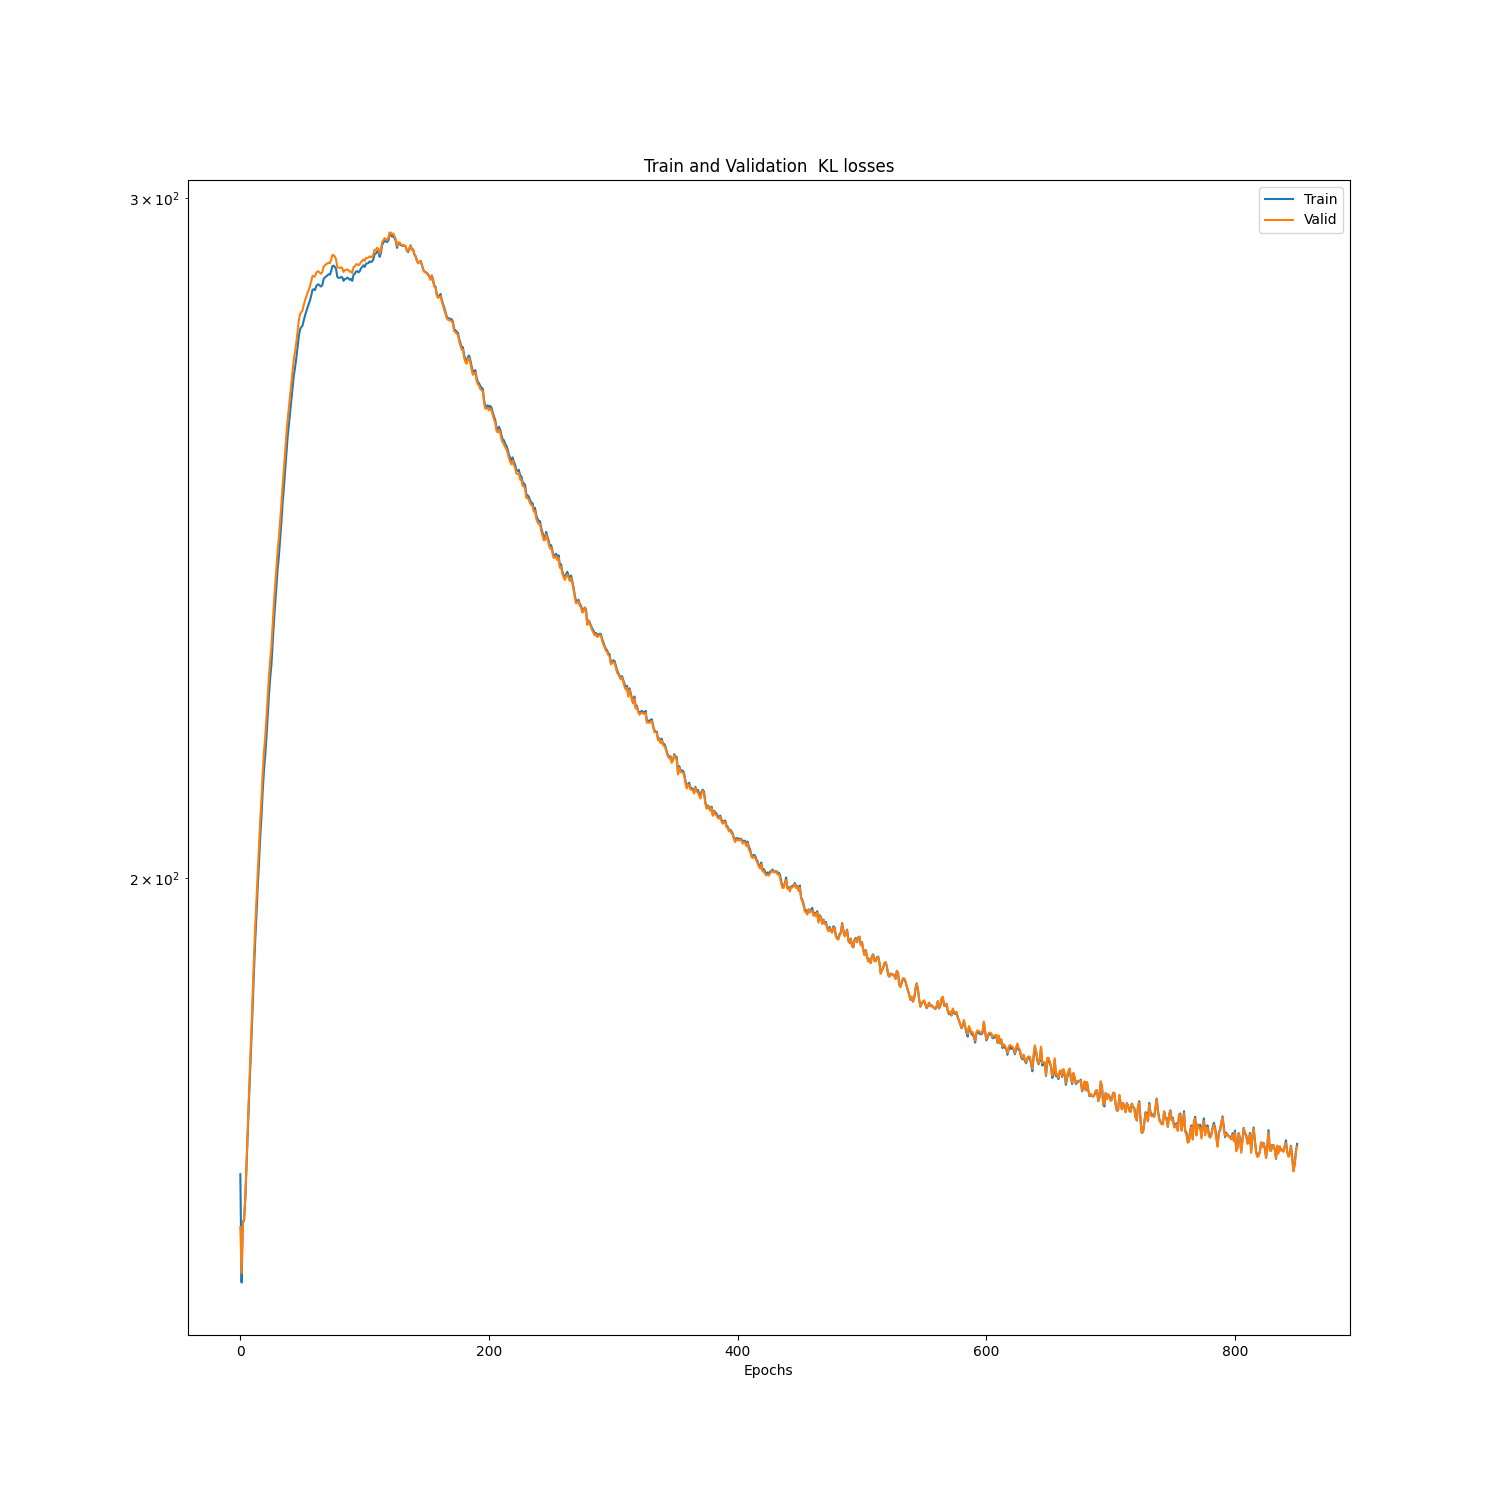 Train and Validation  KL losses
3 × 10²
Train
Valid
2 × 10²
0
200
400
600
800
Epochs